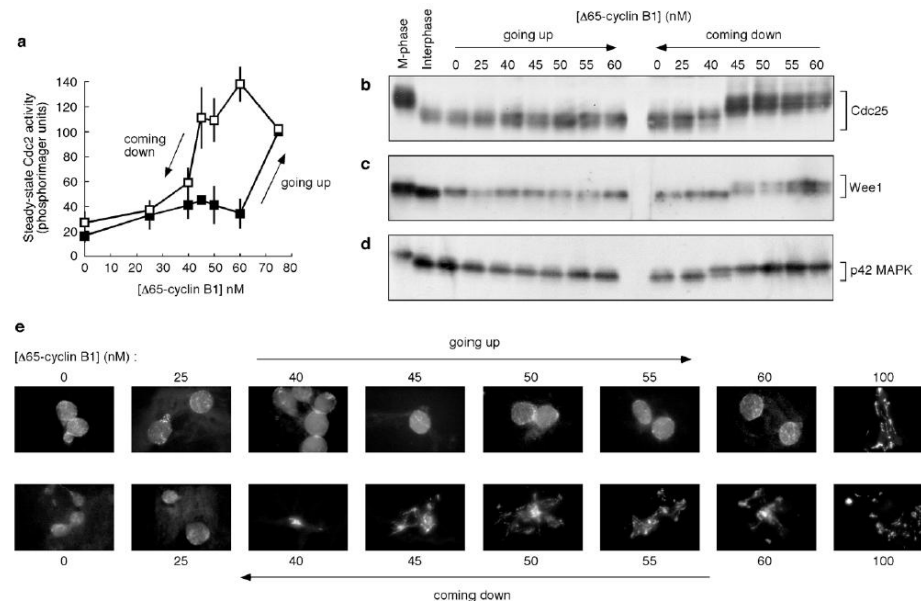 a
Steady-state Cdc2 activity
(phosphorimager units)
140
120
100
80
60
40
20
0
coming
down
going up
0 10 20 30 40 50 60 70 80
[Δ65-cyclin B1] nM
[Δ65-cyclin B1] (nM)
going up
coming down
M-phase
Interphase
0 25 40 45 50 55 60
0 25 40 45 50 55 60
b
Cdc25
c
Wee1
d
p42 MAPK
e
[Δ65-cyclin B1] (nM) :
going up
0 25 40 45 50 55 60 100
0 25 40 45 50 55 60 100
coming down